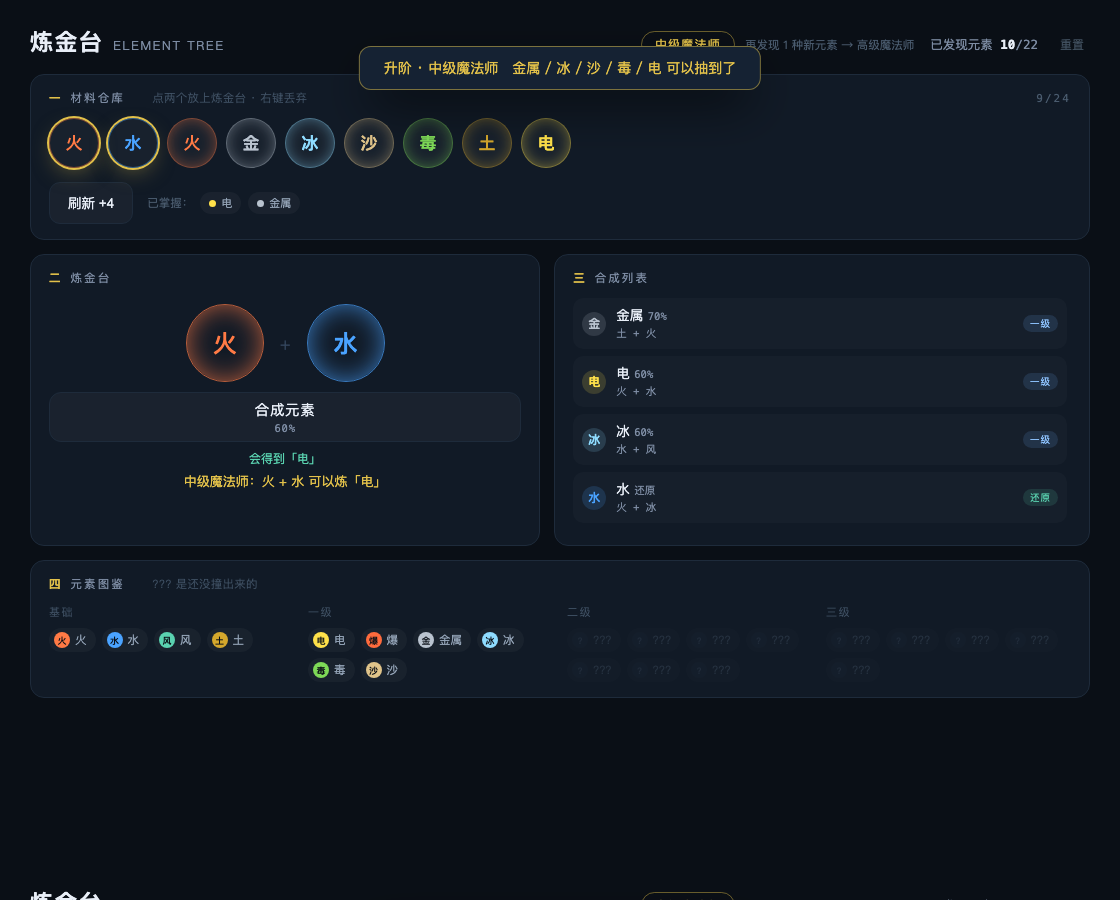 炼金台 ELEMENT TREE
中级魔法师 再发现 1 种新元素 → 高级魔法师 已发现元素 10/22 重置
升阶 · 中级魔法师 金属 / 冰 / 沙 / 毒 / 电 可以抽到了
一 材料仓库 点两个放上炼金台 · 右键丢弃 9/24
火 水 火 金 冰 沙 毒 土 电
刷新 +4 已掌握: 电 金属
二 炼金台
火 + 水
合成元素
60%
会得到「电」
中级魔法师: 火 + 水 可以炼「电」
三 合成列表
金 金属 70% 一级
土 + 火
电 电 60% 一级
火 + 水
冰 冰 60% 一级
水 + 风
水 水 还原 还原
火 + 冰
四 元素图鉴 ??? 是还没撞出来的
基础 一级 二级 三级
火 火 水 水 风 风 土 土 电 电 爆 爆 金 金属 冰 冰 ? ??? ? ??? ? ??? ? ??? ? ??? ? ??? ? ??? ? ???
毒 毒 沙 沙 ? ??? ? ??? ? ??? ? ???
炼金台